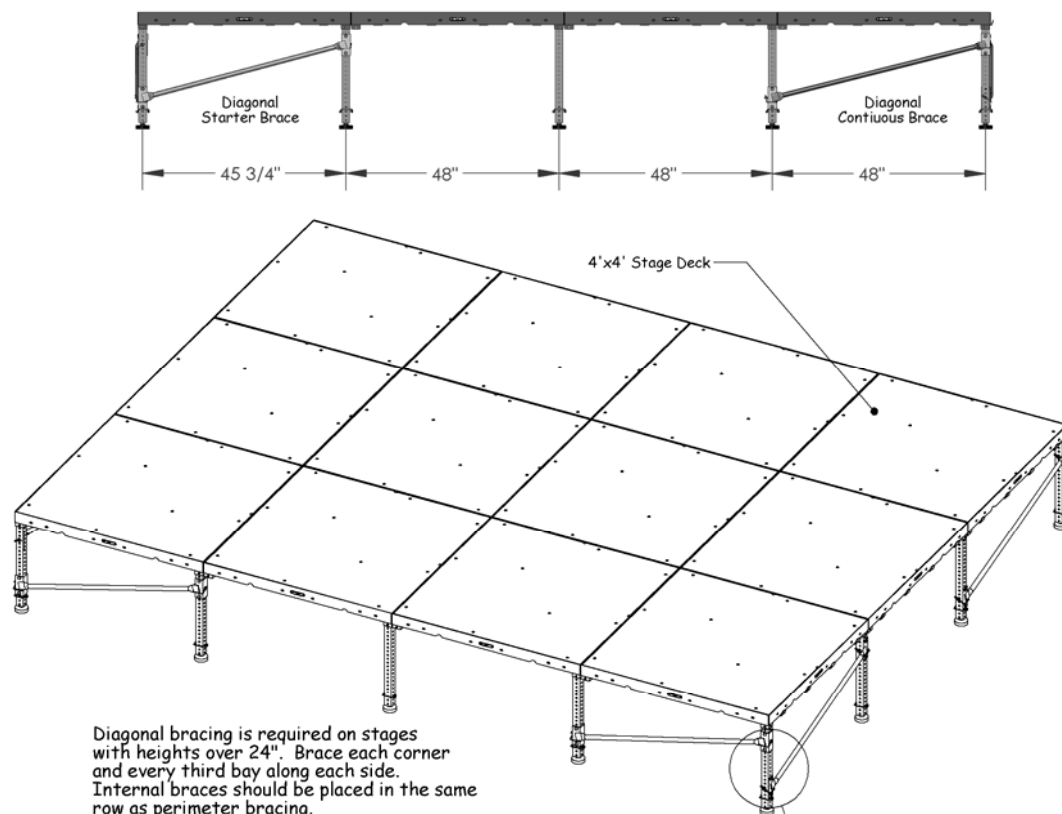 Diagonal
Starter Brace
Diagonal
Contiuous Brace
45 3/4"
48"
48"
48"
4'x4' Stage Deck
Diagonal bracing is required on stages
with heights over 24". Brace each corner
and every third bay along each side.
Internal braces should be placed in the same
row as perimeter bracing.